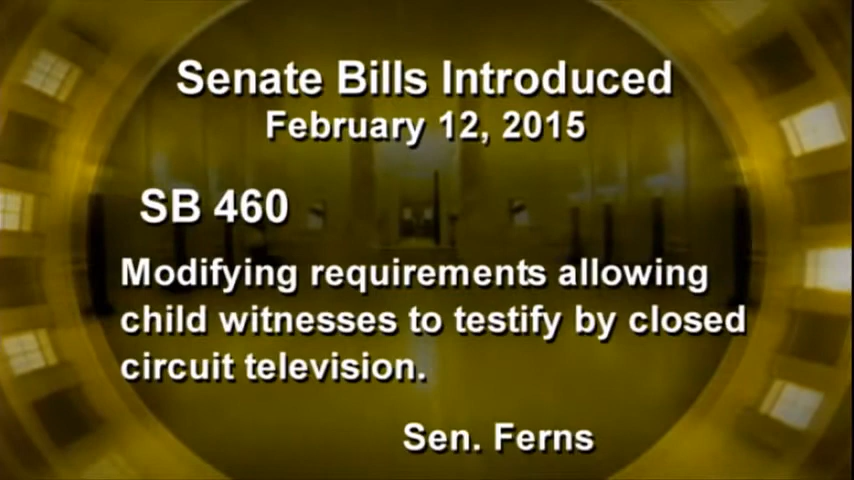 Senate Bills Introduced
February 12, 2015
SB 460
Modifying requirements allowing
child witnesses to testify by closed
circuit television.
Sen. Ferns